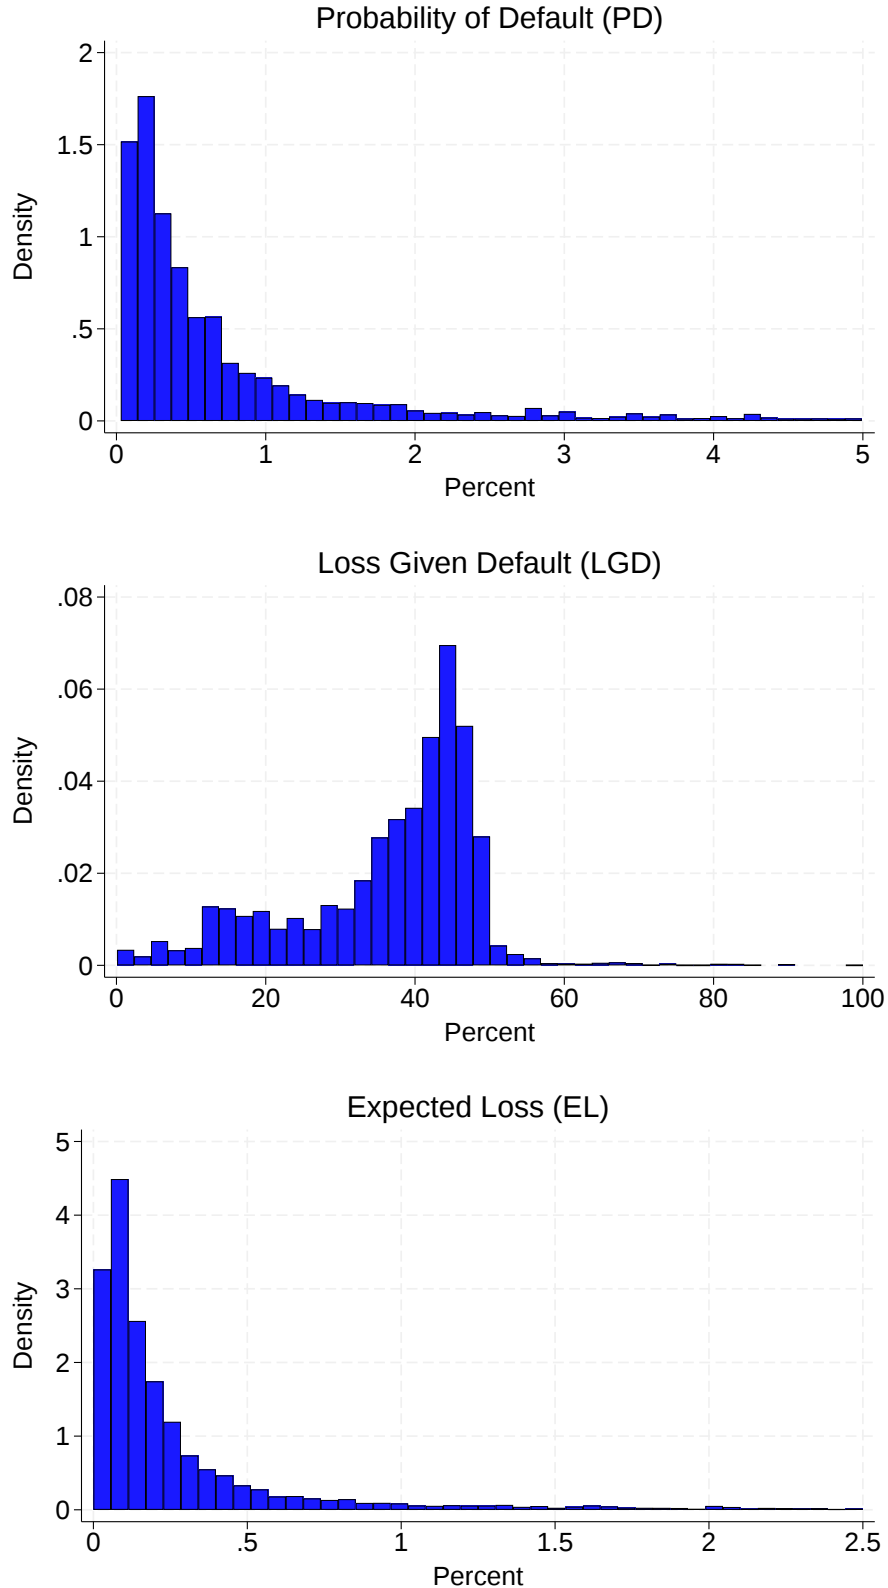 Probability of Default (PD)
2
1.5
1
.5
0
Density
0 1 2 3 4 5
Percent
Loss Given Default (LGD)
.08
.06
.04
.02
0
Density
0 20 40 60 80 100
Percent
Expected Loss (EL)
5
4
3
2
1
0
Density
0 .5 1 1.5 2 2.5
Percent